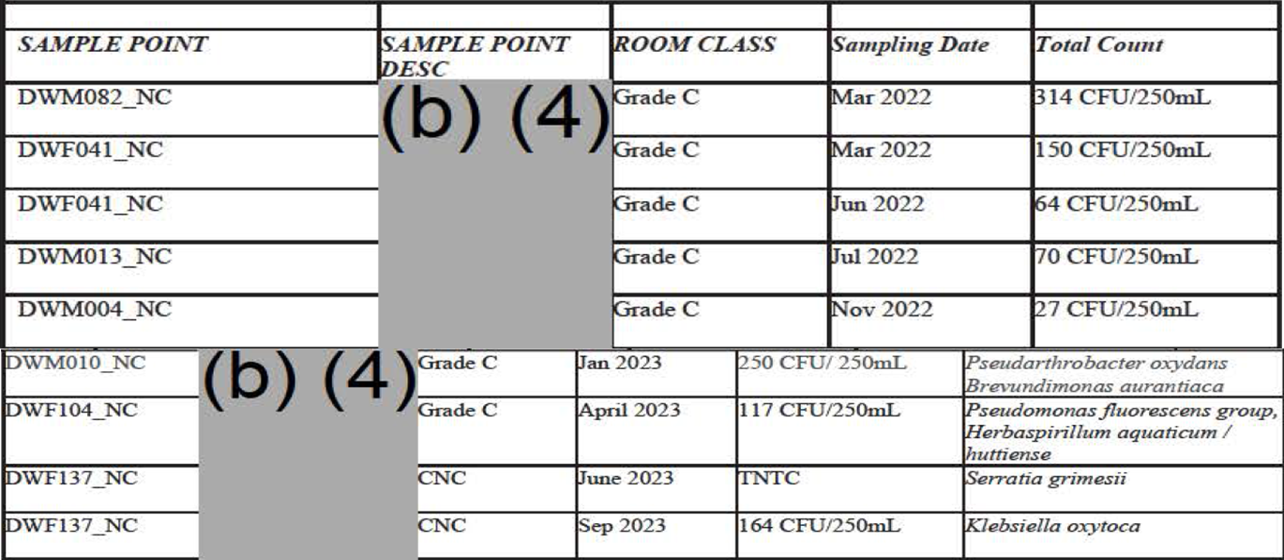 SAMPLE POINT SAMPLE POINT DESC ROOM CLASS Sampling Date Total Count
DWM082_NC (b) (4) Grade C Mar 2022 314 CFU/250mL
DWF041_NC Grade C Mar 2022 150 CFU/250mL
DWF041_NC Grade C Jun 2022 64 CFU/250mL
DWM013_NC Grade C Jul 2022 70 CFU/250mL
DWM004_NC Grade C Nov 2022 27 CFU/250mL
DWM010_NC (b) (4) Grade C Jan 2023 250 CFU/ 250mL Pseudarthrobacter oxydans
Brevundimonas aurantiaca
DWF104_NC Grade C April 2023 117 CFU/250mL Pseudomonas fluorescens group,
Herbaspirillum aquaticum /
huttiense
DWF137_NC CNC June 2023 TNTC Serratia grimesii
DWF137_NC CNC Sep 2023 164 CFU/250mL Klebsiella oxytoca